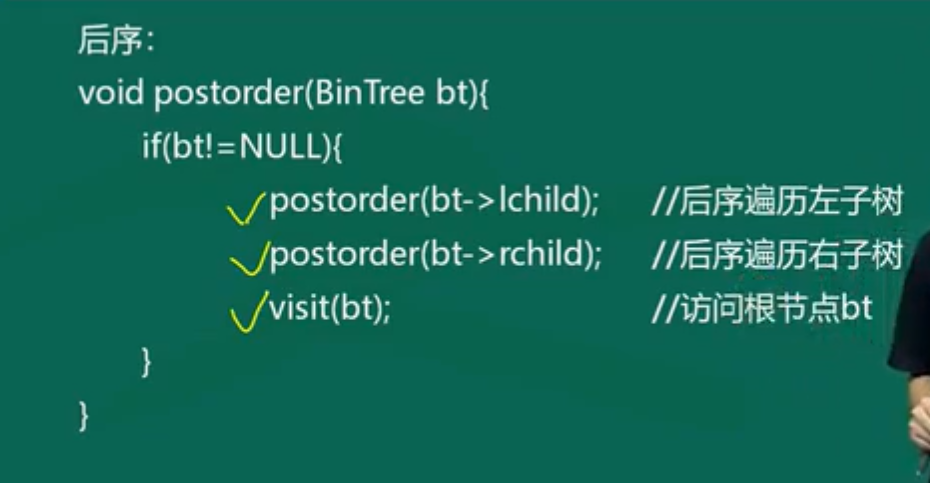 后序：
void postorder(BinTree bt){
if(bt!=NULL){
postorder(bt->lchild); //后序遍历左子树
postorder(bt->rchild); //后序遍历右子树
visit(bt); //访问根节点bt
}
}